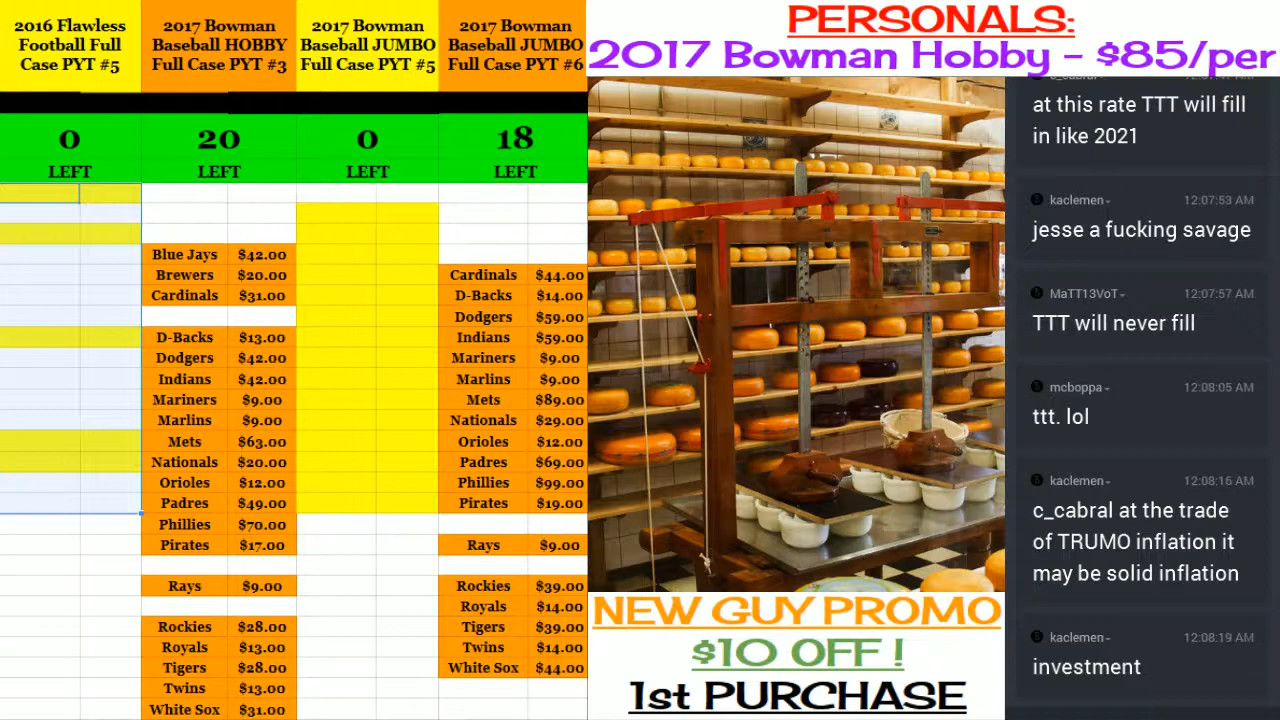 2016 Flawless
Football Full
Case PYT #5
2017 Bowman
Baseball HOBBY
Full Case PYT #3
2017 Bowman
Baseball JUMBO
Full Case PYT #5
2017 Bowman
Baseball JUMBO
Full Case PYT #6
0
LEFT
20
LEFT
0
LEFT
18
LEFT
Blue Jays $42.00
Brewers $20.00
Cardinals $31.00
D-Backs $13.00
Dodgers $42.00
Indians $42.00
Mariners $9.00
Marlins $9.00
Mets $63.00
Nationals $20.00
Orioles $12.00
Padres $49.00
Phillies $70.00
Pirates $17.00
Rays $9.00
Rockies $28.00
Royals $13.00
Tigers $28.00
Twins $13.00
White Sox $31.00
Cardinals $44.00
D-Backs $14.00
Dodgers $59.00
Indians $59.00
Mariners $9.00
Marlins $9.00
Mets $89.00
Nationals $29.00
Orioles $12.00
Padres $69.00
Phillies $99.00
Pirates $19.00
Rays $9.00
Rockies $39.00
Royals $14.00
Tigers $39.00
Twins $14.00
White Sox $44.00
PERSONALS:
2017 Bowman Hobby - $85/per
NEW GUY PROMO
$10 OFF !
1st PURCHASE
at this rate TTT will fill
in like 2021
kaclemen 12:07:53 AM
jesse a fucking savage
MaTT13VoT 12:07:57 AM
TTT will never fill
mcboppa 12:08:05 AM
ttt. lol
kaclemen 12:08:16 AM
c_cabral at the trade
of TRUMO inflation it
may be solid inflation
kaclemen 12:08:19 AM
investment